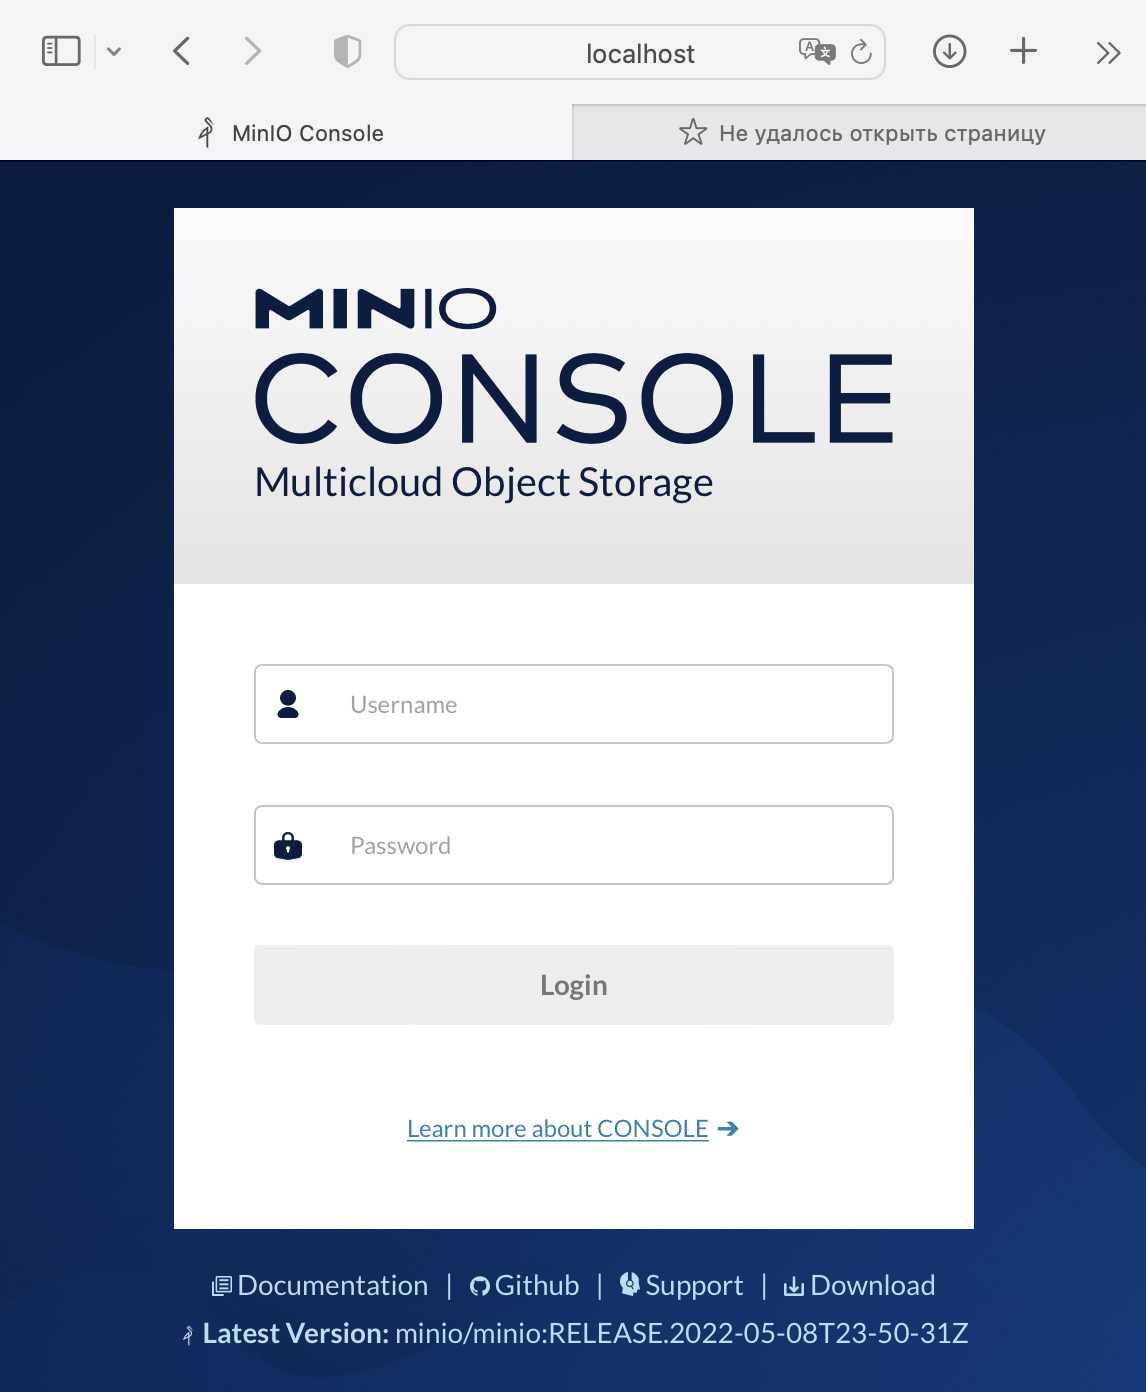 localhost
MinIO Console
Не удалось открыть страницу
MINIO
CONSOLE
Multicloud Object Storage
Username
Password
Login
Learn more about CONSOLE ➔
Documentation | Github | Support | Download
Latest Version: minio/minio:RELEASE.2022-05-08T23-50-31Z